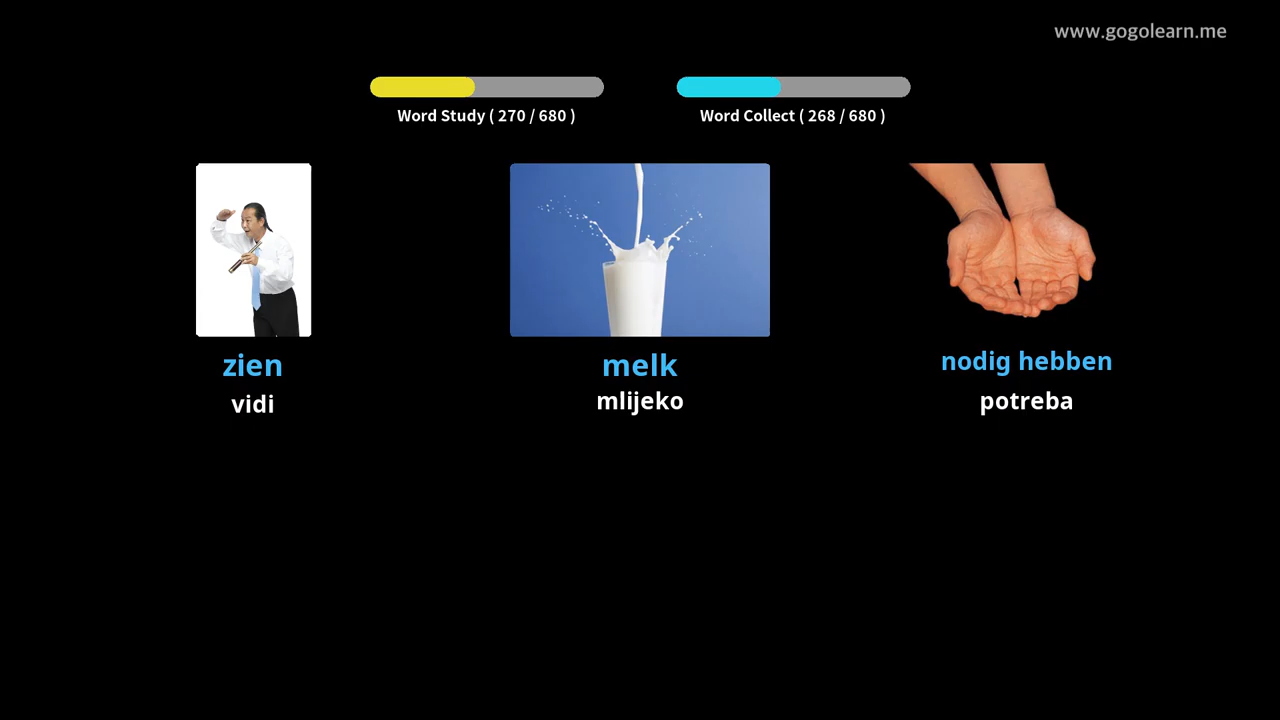 www.gogolearn.me
Word Study ( 270 / 680 )
Word Collect ( 268 / 680 )
zien
melk
nodig hebben
vidi
mlijeko
potreba